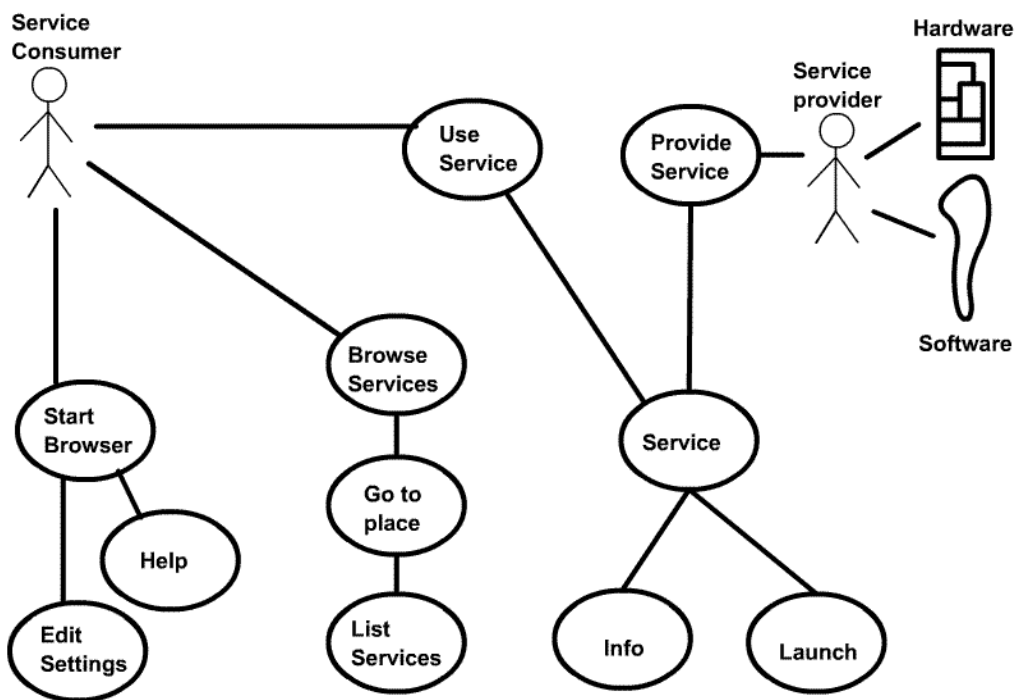 Service
Consumer
Hardware
Service
provider
Use
Service
Provide
Service
Software
Browse
Services
Start
Browser
Service
Go to
place
Help
Edit
Settings
List
Services
Info
Launch